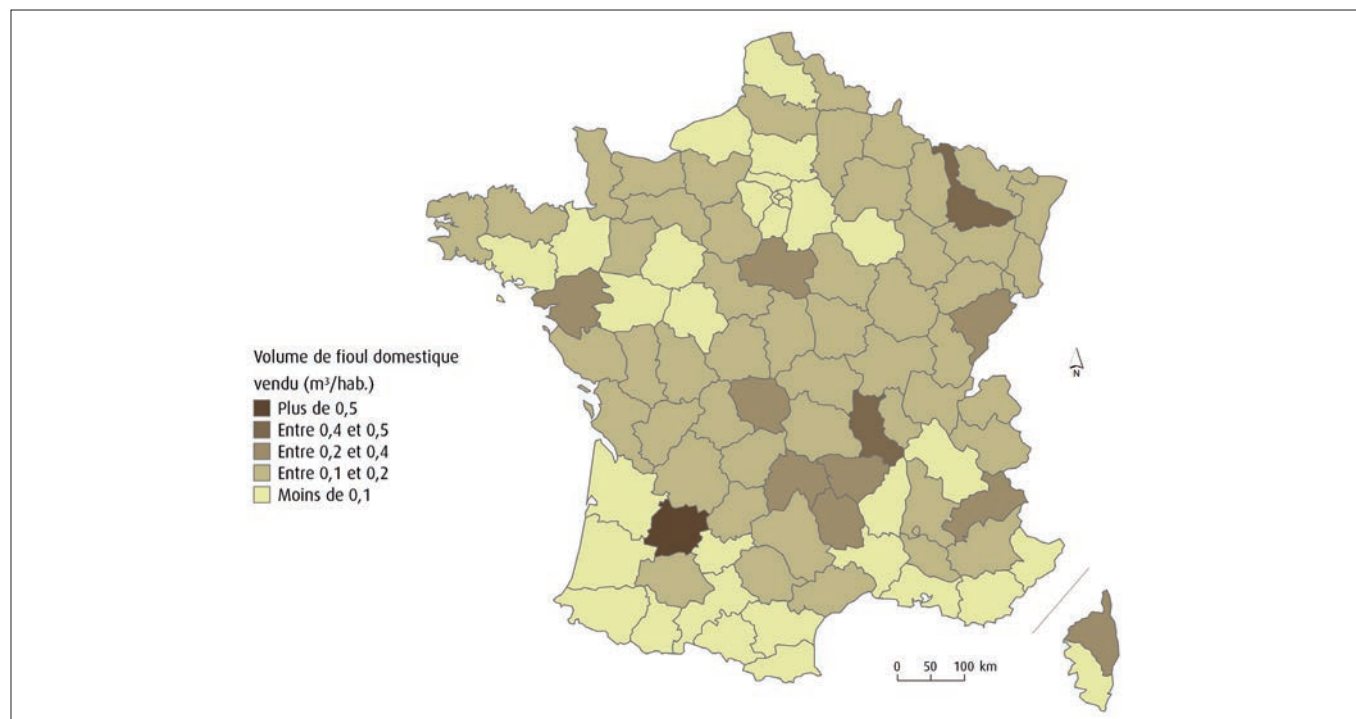 Volume de fioul domestique
vendu (m³/hab.)
Plus de 0,5
Entre 0,4 et 0,5
Entre 0,2 et 0,4
Entre 0,1 et 0,2
Moins de 0,1
N
0 50 100 km